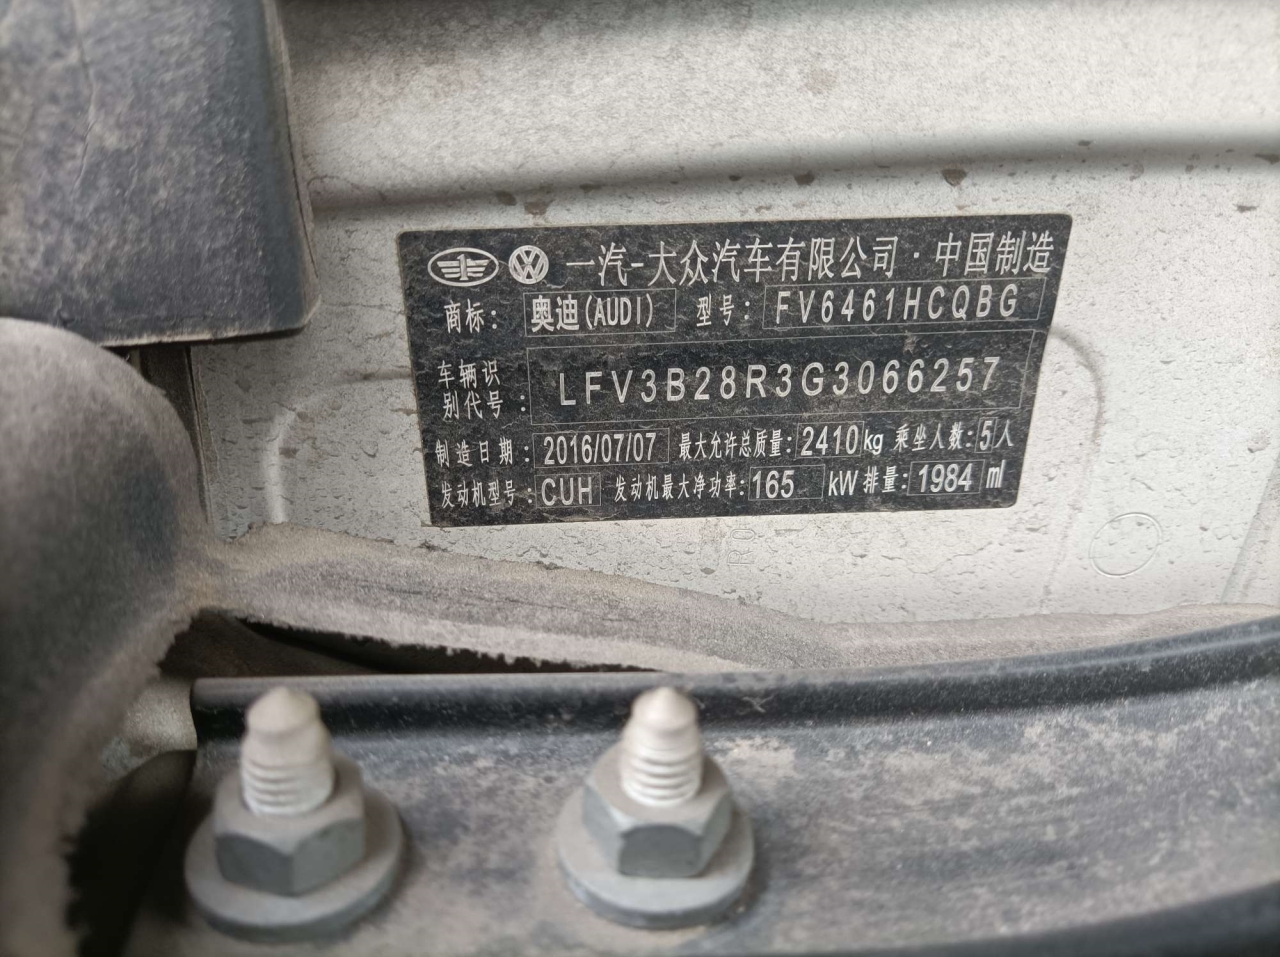 一汽-大众汽车有限公司·中国制造
商标: 奥迪(AUDI) 型号: FV6461HCQBG
车辆识
别代号: LFV3B28R3G3066257
制造日期: 2016/07/07 最大允许总质量: 2410kg 乘坐人数: 5人
发动机型号: CUH 发动机最大净功率: 165 kW 排量: 1984 ml